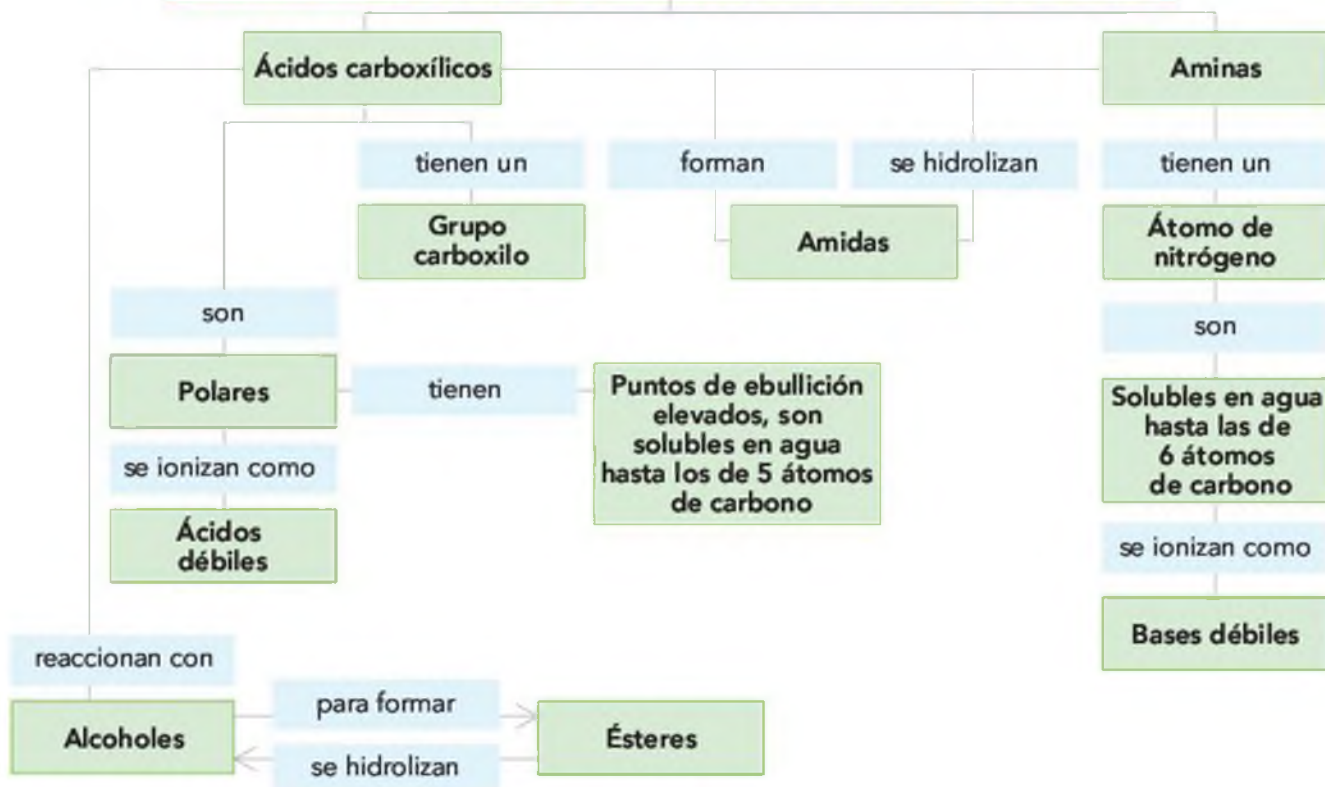 Ácidos carboxílicos
Aminas
tienen un
forman
se hidrolizan
tienen un
Grupo
carboxilo
Amidas
Átomo de
nitrógeno
son
son
Polares
tienen
Puntos de ebullición
elevados, son
solubles en agua
hasta los de 5 átomos
de carbono
Solubles en agua
hasta las de
6 átomos
de carbono
se ionizan como
Ácidos
débiles
se ionizan como
Bases débiles
reaccionan con
Alcoholes
para formar
se hidrolizan
Ésteres